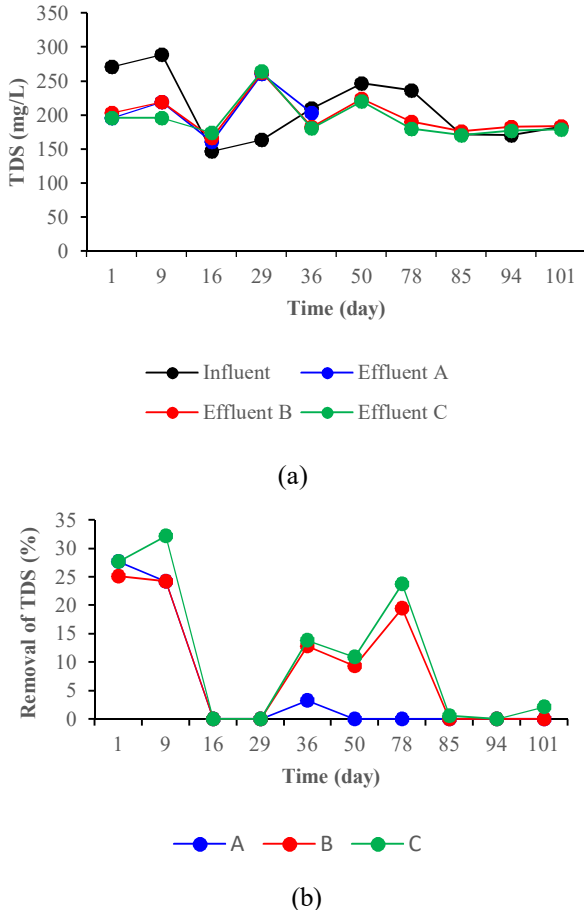 350
300
250
200
150
100
50
0
TDS (mg/L)
1 9 16 29 36 50 78 85 94 101
Time (day)
Influent Effluent A
Effluent B Effluent C
(a)
35
30
25
20
15
10
5
0
Removal of TDS (%)
1 9 16 29 36 50 78 85 94 101
Time (day)
A B C
(b)